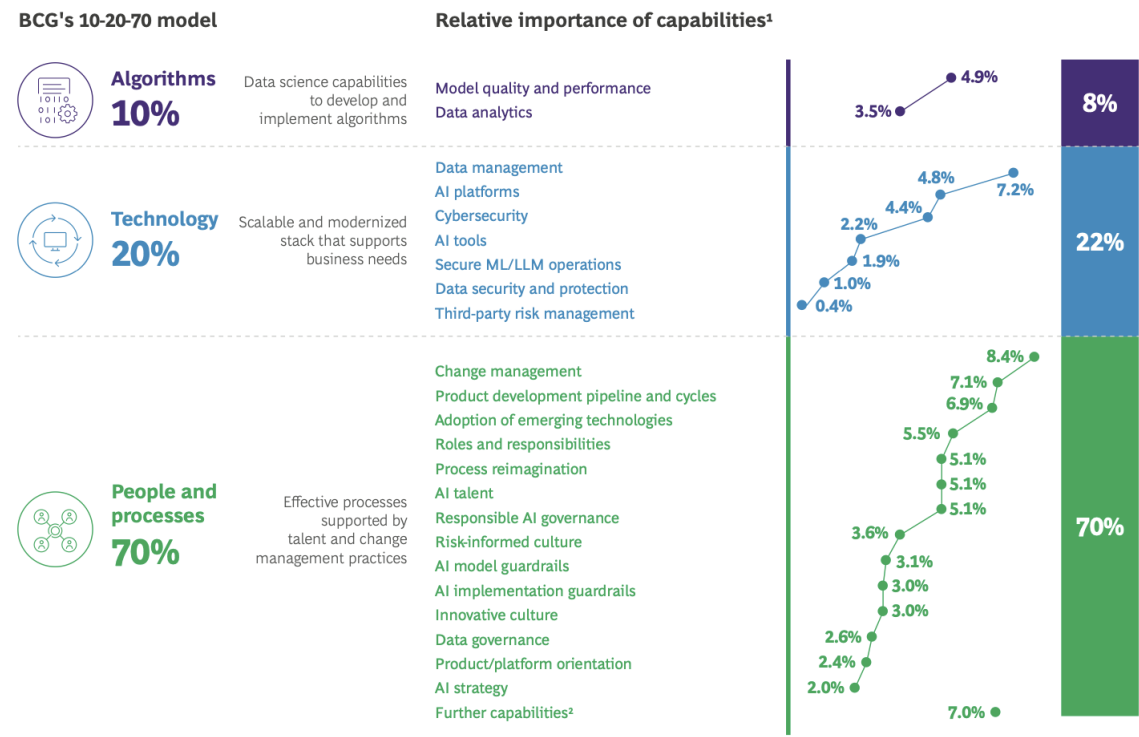 BCG's 10-20-70 model
Relative importance of capabilities¹
Algorithms
10%
Data science capabilities
to develop and
implement algorithms
Model quality and performance
4.9%
Data analytics
3.5%
8%
Technology
20%
Scalable and modernized
stack that supports
business needs
Data management
7.2%
AI platforms
4.8%
Cybersecurity
4.4%
AI tools
2.2%
Secure ML/LLM operations
1.9%
Data security and protection
1.0%
Third-party risk management
0.4%
22%
People and
processes
70%
Effective processes
supported by
talent and change
management practices
Change management
8.4%
Product development pipeline and cycles
7.1%
Adoption of emerging technologies
6.9%
Roles and responsibilities
5.5%
Process reimagination
5.1%
AI talent
5.1%
Responsible AI governance
5.1%
Risk-informed culture
3.6%
AI model guardrails
3.1%
AI implementation guardrails
3.0%
Innovative culture
3.0%
Data governance
2.6%
Product/platform orientation
2.4%
AI strategy
2.0%
Further capabilities²
7.0%
70%